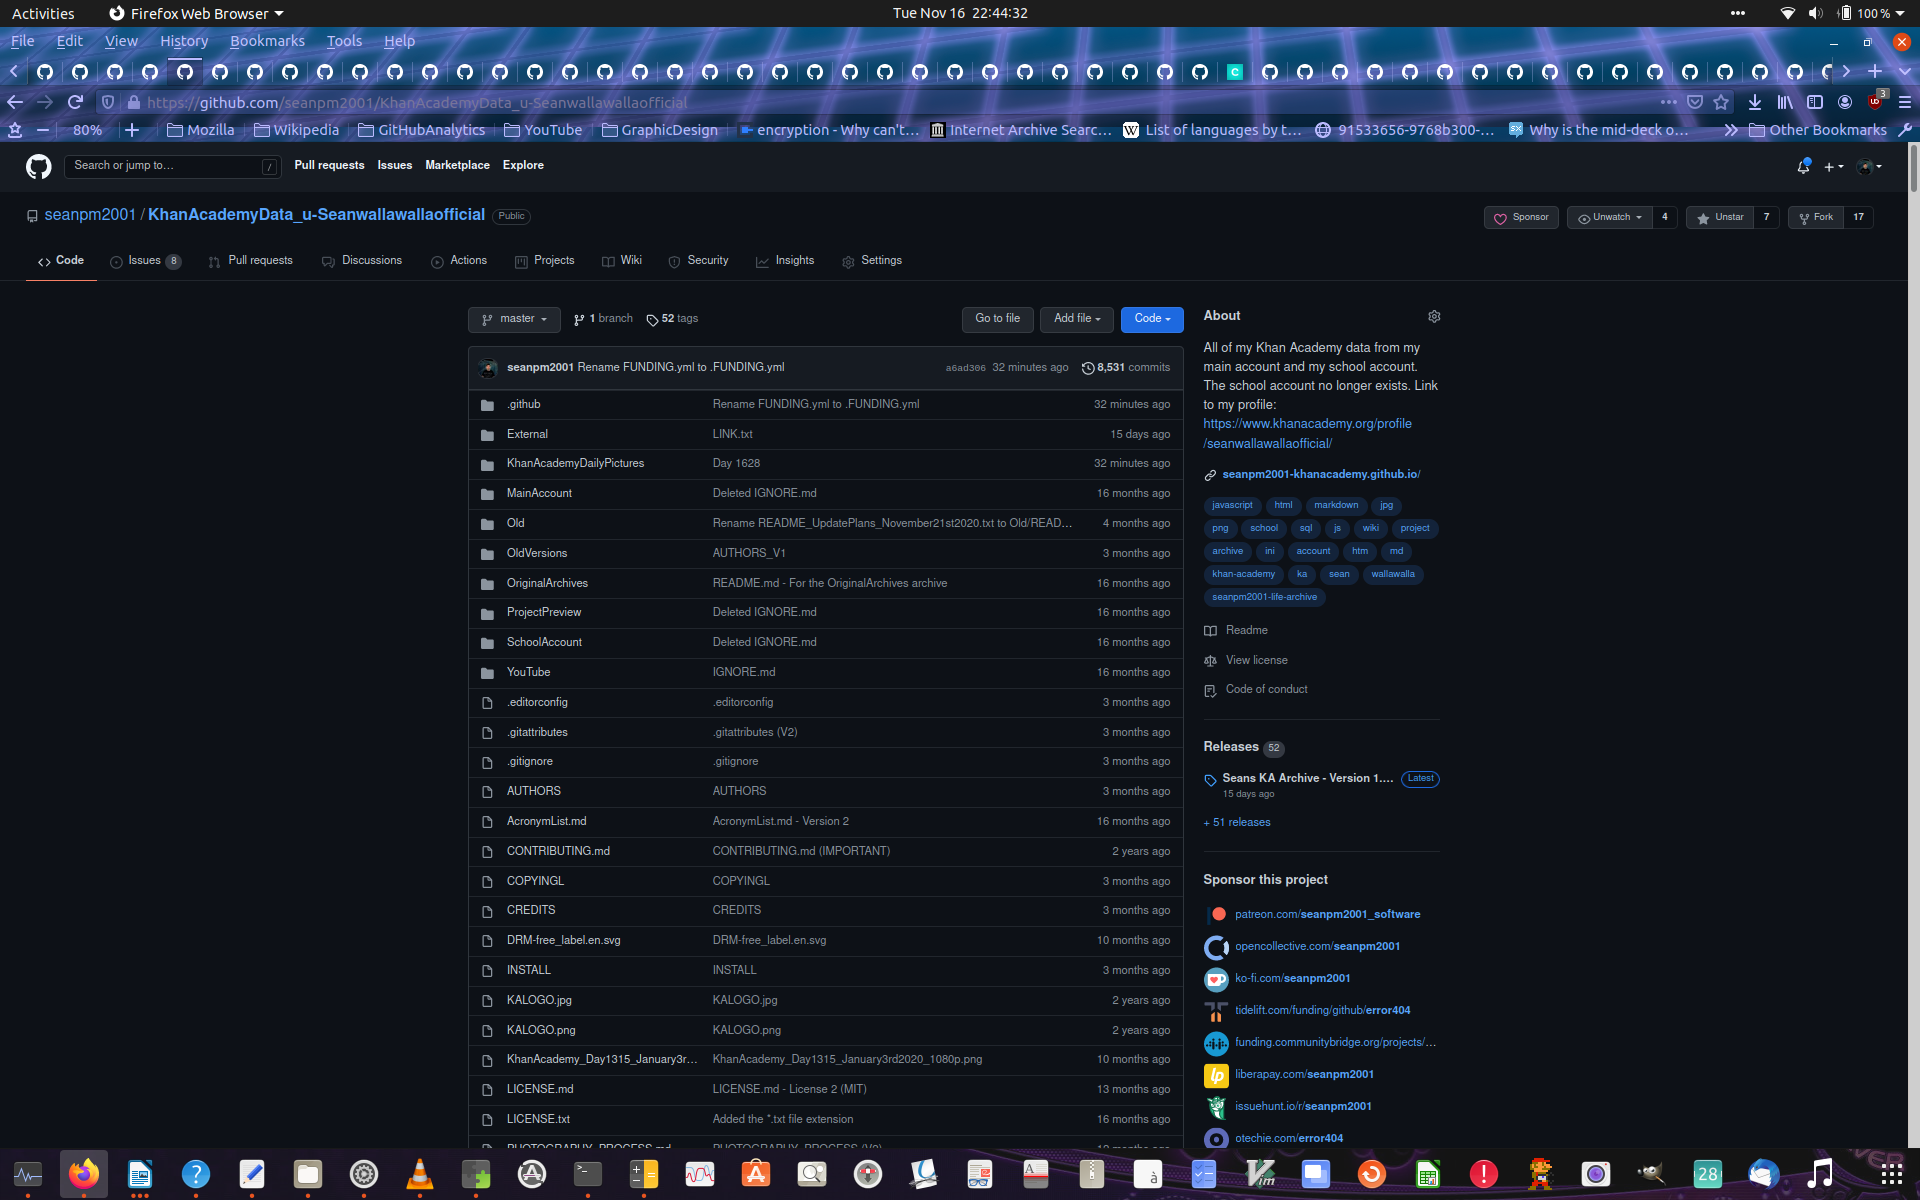 Activities
Firefox Web Browser
Tue Nov 16 22:44:32
100 %
File Edit View History Bookmarks Tools Help
https://github.com/seanpm2001/KhanAcademyData_u-Seanwallawallaofficial
3
80%
Mozilla
Wikipedia
GitHubAnalytics
YouTube
GraphicDesign
encryption - Why can't…
Internet Archive Searc…
List of languages by t…
91533656-9768b300-…
Why is the mid-deck o…
Other Bookmarks
Search or jump to…
/
Pull requests Issues Marketplace Explore
seanpm2001 / KhanAcademyData_u-Seanwallawallaofficial Public
Sponsor
Unwatch 4
Unstar 7
Fork 17
Code
Issues 8
Pull requests
Discussions
Actions
Projects
Wiki
Security
Insights
Settings
master
1 branch
52 tags
Go to file
Add file
Code
seanpm2001 Rename FUNDING.yml to .FUNDING.yml a6ad306 32 minutes ago 8,531 commits
.github Rename FUNDING.yml to .FUNDING.yml 32 minutes ago
External LINK.txt 15 days ago
KhanAcademyDailyPictures Day 1628 32 minutes ago
MainAccount Deleted IGNORE.md 16 months ago
Old Rename README_UpdatePlans_November21st2020.txt to Old/READ… 4 months ago
OldVersions AUTHORS_V1 3 months ago
OriginalArchives README.md - For the OriginalArchives archive 16 months ago
ProjectPreview Deleted IGNORE.md 16 months ago
SchoolAccount Deleted IGNORE.md 16 months ago
YouTube IGNORE.md 16 months ago
.editorconfig .editorconfig 3 months ago
.gitattributes .gitattributes (V2) 3 months ago
.gitignore .gitignore 3 months ago
AUTHORS AUTHORS 3 months ago
AcronymList.md AcronymList.md - Version 2 16 months ago
CONTRIBUTING.md CONTRIBUTING.md (IMPORTANT) 2 years ago
COPYINGL COPYINGL 3 months ago
CREDITS CREDITS 3 months ago
DRM-free_label.en.svg DRM-free_label.en.svg 10 months ago
INSTALL INSTALL 3 months ago
KALOGO.jpg KALOGO.jpg 2 years ago
KALOGO.png KALOGO.png 2 years ago
KhanAcademy_Day1315_January3r… KhanAcademy_Day1315_January3rd2020_1080p.png 10 months ago
LICENSE.md LICENSE.md - License 2 (MIT) 13 months ago
LICENSE.txt Added the *.txt file extension 16 months ago
About
All of my Khan Academy data from my
main account and my school account.
The school account no longer exists. Link
to my profile:
https://www.khanacademy.org/profile
/seanwallawallaofficial/
seanpm2001-khanacademy.github.io/
javascript html markdown jpg
png school sql js wiki project
archive ini account htm md
khan-academy ka sean wallawalla
seanpm2001-life-archive
Readme
View license
Code of conduct
Releases 52
Seans KA Archive - Version 1.… Latest
15 days ago
+ 51 releases
Sponsor this project
patreon.com/seanpm2001_software
opencollective.com/seanpm2001
ko-fi.com/seanpm2001
tidelift.com/funding/github/error404
funding.communitybridge.org/projects/…
liberapay.com/seanpm2001
issuehunt.io/r/seanpm2001
otechie.com/error404
28